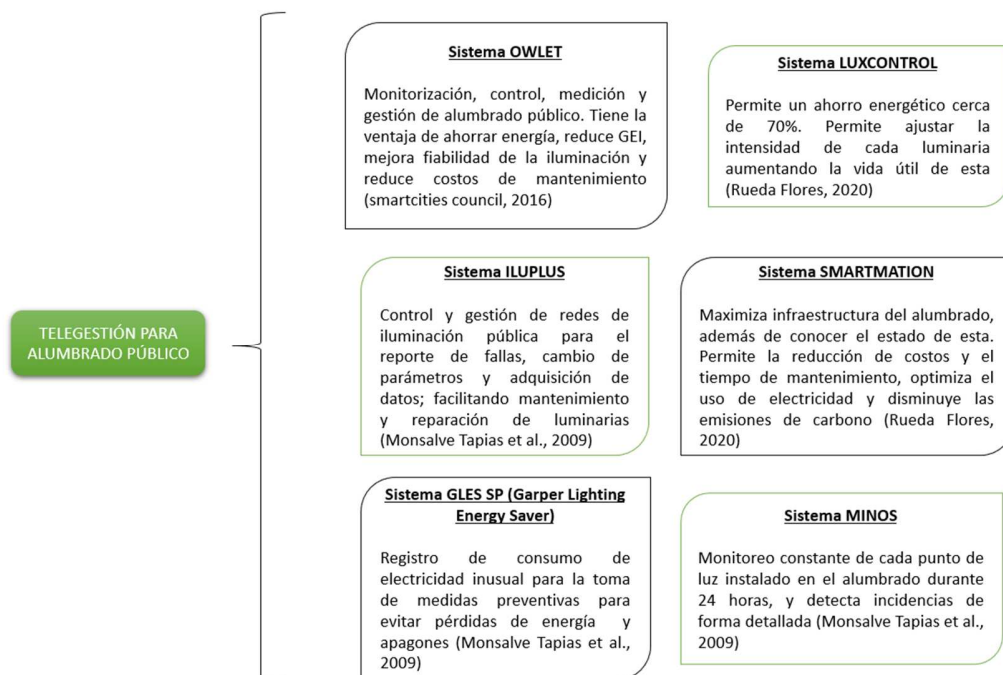 TELEGESTIÓN PARA
ALUMBRADO PÚBLICO
Sistema OWLET
Monitorización, control, medición y
gestión de alumbrado público. Tiene la
ventaja de ahorrar energía, reduce GEI,
mejora fiabilidad de la iluminación y
reduce costos de mantenimiento
(smartcities council, 2016)
Sistema LUXCONTROL
Permite un ahorro energético cerca
de 70%. Permite ajustar la
intensidad de cada luminaria
aumentando la vida útil de esta
(Rueda Flores, 2020)
Sistema ILUPLUS
Control y gestión de redes de
iluminación pública para el
reporte de fallas, cambio de
parámetros y adquisición de
datos; facilitando mantenimiento
y reparación de luminarias
(Monsalve Tapias et al., 2009)
Sistema SMARTMATION
Maximiza infraestructura del alumbrado,
además de conocer el estado de esta.
Permite la reducción de costos y el
tiempo de mantenimiento, optimiza el
uso de electricidad y disminuye las
emisiones de carbono (Rueda Flores,
2020)
Sistema GLES SP (Garper Lighting
Energy Saver)
Registro de consumo de
electricidad inusual para la toma
de medidas preventivas para
evitar pérdidas de energía y
apagones (Monsalve Tapias et al.,
2009)
Sistema MINOS
Monitoreo constante de cada punto de
luz instalado en el alumbrado durante
24 horas, y detecta incidencias de
forma detallada (Monsalve Tapias et al.,
2009)